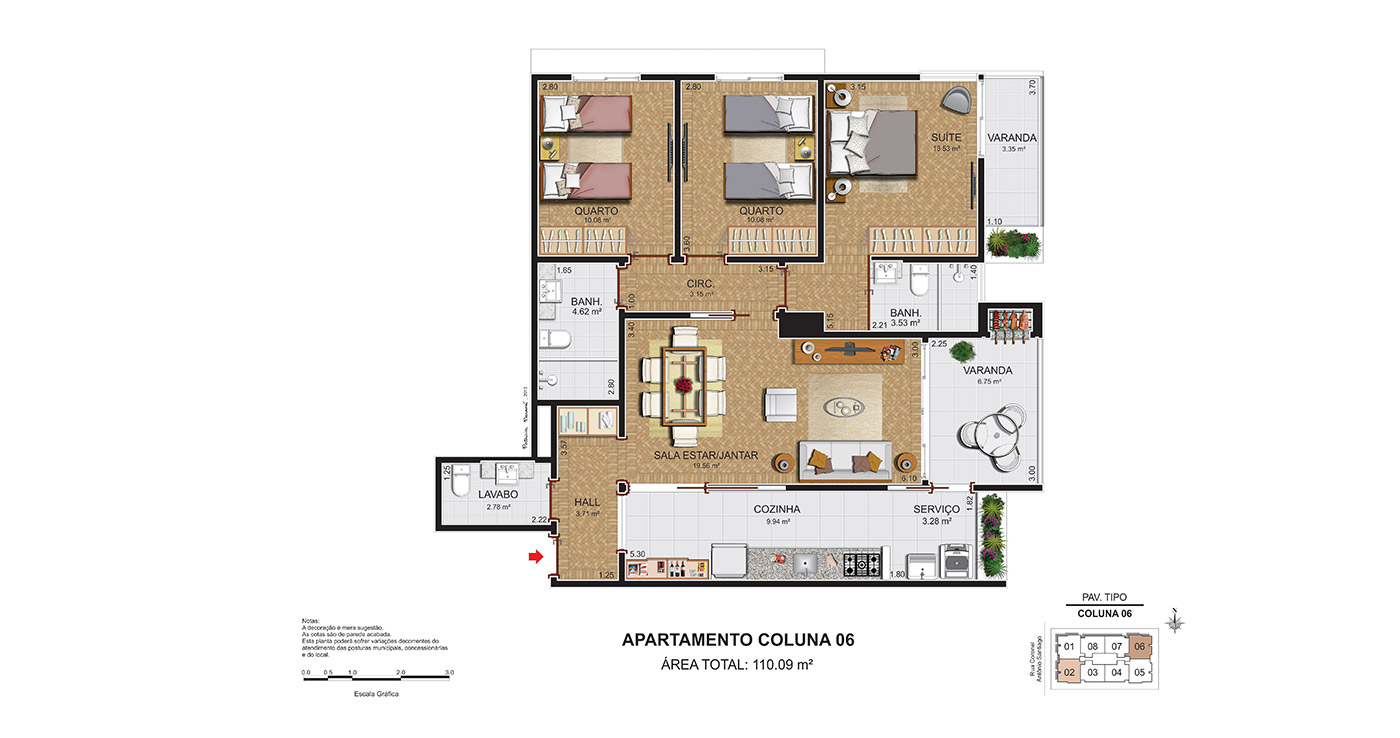 2.80
2.80
3.15
3.70
SUÍTE
13.53 m²
VARANDA
3.35 m²
QUARTO
10.08 m²
QUARTO
10.08 m²
1.10
3.60
1.65
3.15
1.40
CIRC.
3.15 m²
BANH.
4.62 m²
1.00
BANH.
3.53 m²
2.21
5.15
3.40
3.00
2.25
VARANDA
6.75 m²
2.80
2013
3.57
SALA ESTAR/JANTAR
19.56 m²
6.10
3.00
1.25
LAVABO
2.78 m²
2.22
HALL
3.71 m²
COZINHA
9.94 m²
SERVIÇO
3.28 m²
1.82
5.30
1.80
1.25
PAV. TIPO
COLUNA 06
N
01 08 07 06
02 03 04 05
Rua Coronel
Antônio Santiago
APARTAMENTO COLUNA 06
ÁREA TOTAL: 110.09 m²
Notas:
A decoração é mera sugestão.
As cotas são de parede acabada.
Esta planta poderá sofrer variações decorrentes do
atendimento das posturas municipais, concessionárias
e do local.
0.0 0.5 1.0 2.0 3.0
Escala Gráfica